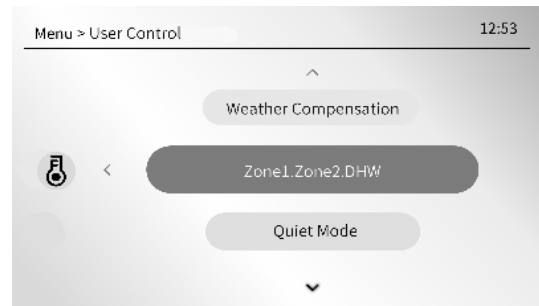 Menu > User Control 12:53
Weather Compensation
Zone1.Zone2.DHW
Quiet Mode